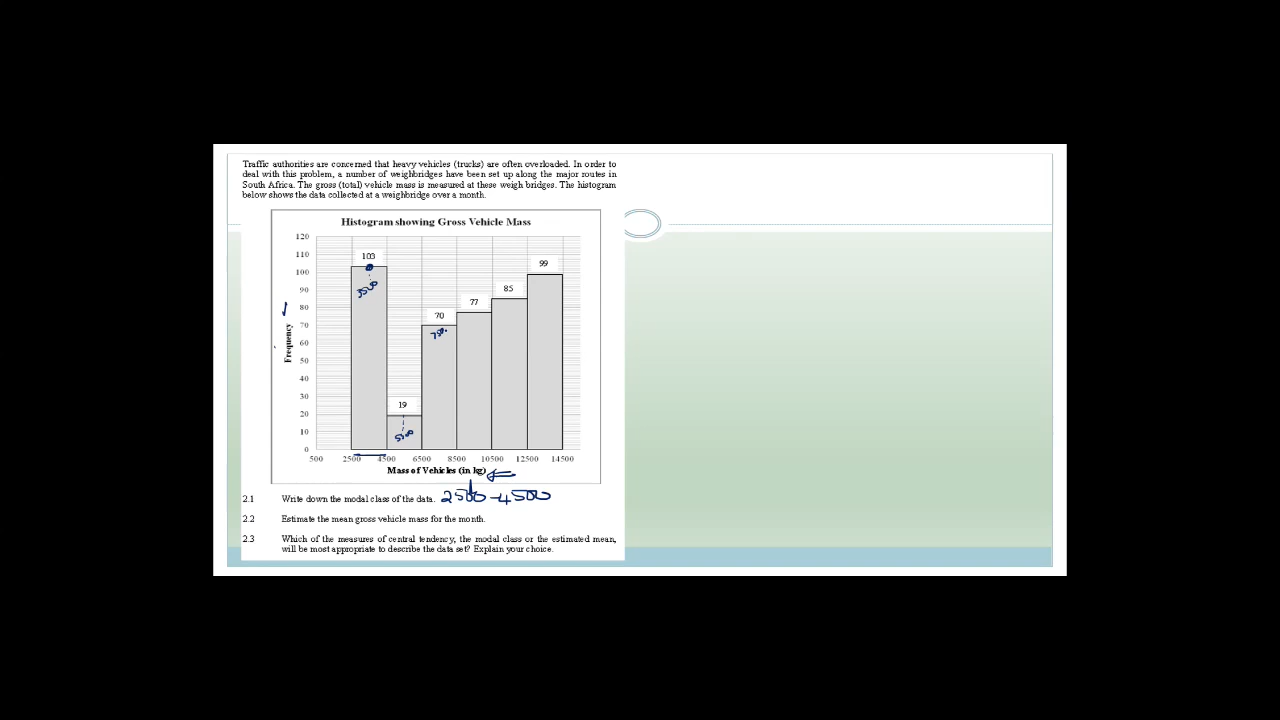 Traffic authorities are concerned that heavy vehicles (trucks) are often overloaded. In order to
deal with this problem, a number of weighbridges have been set up along the major routes in
South Africa. The gross (total) vehicle mass is measured at these weigh bridges. The histogram
below shows the data collected at a weighbridge over a month.
Histogram showing Gross Vehicle Mass
120
110
100
90
80
70
60
50
40
30
20
10
0
Frequency
103
19
70
77
85
99
3500
5500
500 2500 4500 6500 8500 10500 12500 14500
Mass of Vehicles (in kg)
2.1 Write down the modal class of the data. 2500-4500
2.2 Estimate the mean gross vehicle mass for the month.
2.3 Which of the measures of central tendency, the modal class or the estimated mean,
will be most appropriate to describe the data set? Explain your choice.